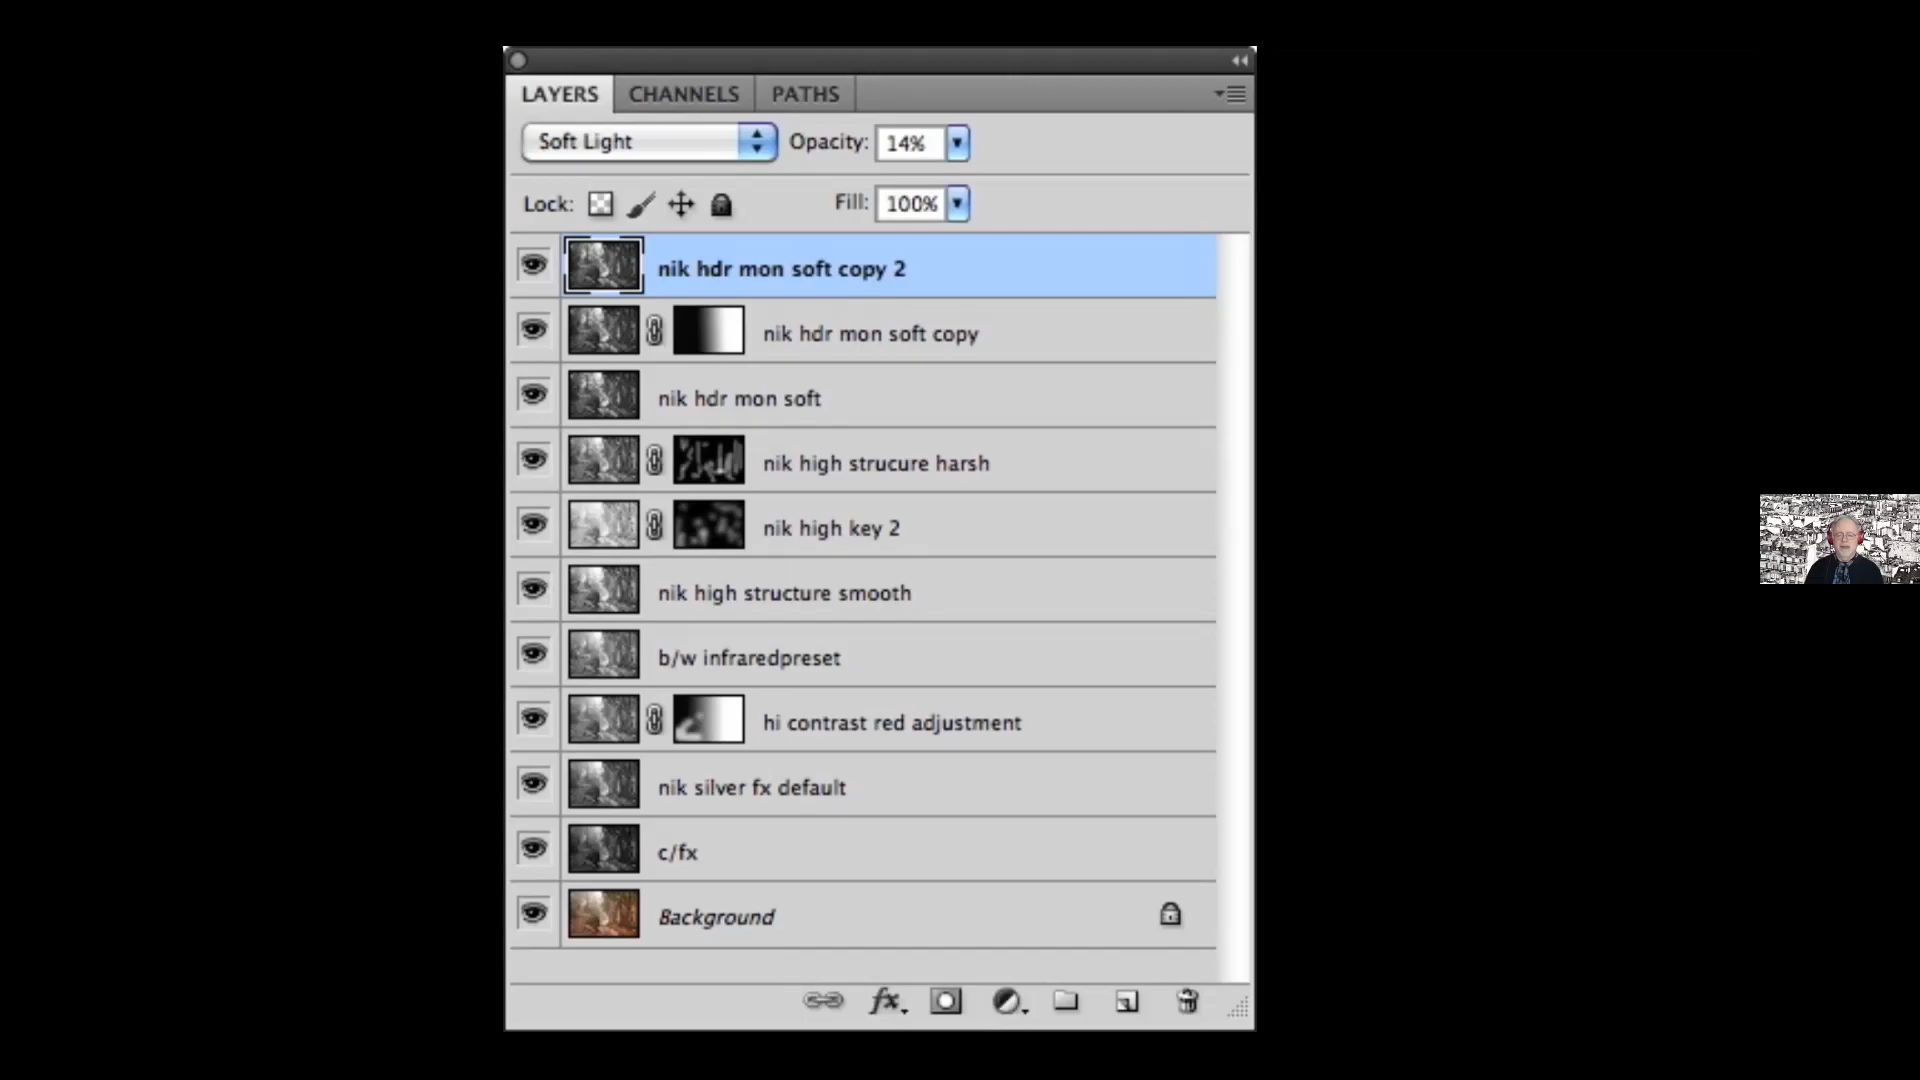 LAYERS CHANNELS PATHS
Soft Light Opacity: 14%
Lock: Fill: 100%
nik hdr mon soft copy 2
nik hdr mon soft copy
nik hdr mon soft
nik high strucure harsh
nik high key 2
nik high structure smooth
b/w infraredpreset
hi contrast red adjustment
nik silver fx default
c/fx
Background
fx